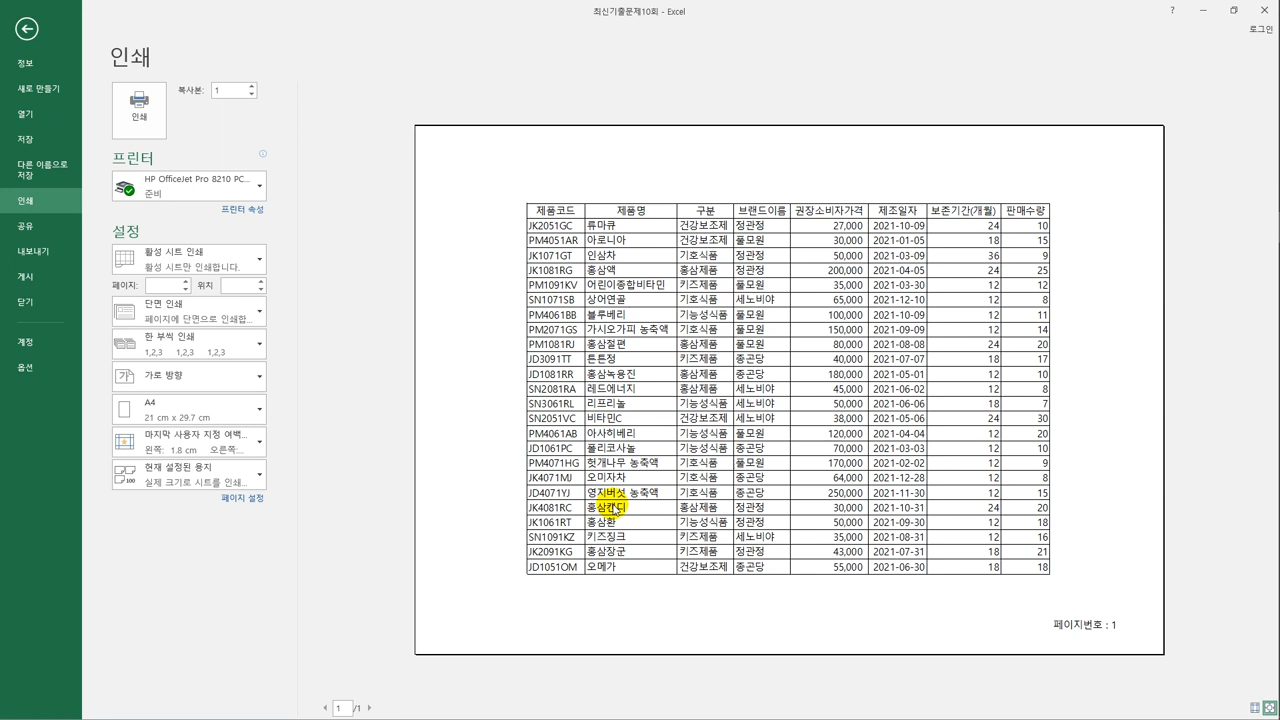 최신기출문제10회 - Excel
?
로그인
정보
새로 만들기
열기
저장
다른 이름으로
저장
인쇄
공유
내보내기
게시
닫기
계정
옵션
인쇄
인쇄
복사본: 1
프린터
HP OfficeJet Pro 8210 PC...
준비
프린터 속성
설정
활성 시트 인쇄
활성 시트만 인쇄합니다.
페이지: 위치
단면 인쇄
페이지에 단면으로 인쇄합...
한 부씩 인쇄
1,2,3 1,2,3 1,2,3
가로 방향
A4
21 cm x 29.7 cm
마지막 사용자 지정 여백...
왼쪽: 1.8 cm 오른쪽:...
현재 설정된 용지
실제 크기로 시트를 인쇄...
100
페이지 설정
제품코드 제품명 구분 브랜드이름 권장소비자가격 제조일자 보존기간(개월) 판매수량
JK2051GC 류마큐 건강보조제 정관정 27,000 2021-10-09 24 10
PM4051AR 아로니아 건강보조제 풀모원 30,000 2021-01-05 18 15
JK1071GT 인삼차 기호식품 정관정 50,000 2021-03-09 36 9
JK1081RG 홍삼액 홍삼제품 정관정 200,000 2021-04-05 24 25
PM1091KV 어린이종합비타민 키즈제품 풀모원 35,000 2021-03-30 12 12
SN1071SB 상어연골 기호식품 세노비야 65,000 2021-12-10 12 8
PM4061BB 블루베리 기능성식품 풀모원 100,000 2021-10-09 12 11
PM2071GS 가시오가피 농축액 기호식품 풀모원 150,000 2021-09-09 12 14
PM1081RJ 홍삼절편 홍삼제품 풀모원 80,000 2021-08-08 24 20
JD3091TT 튼튼정 키즈제품 종곤당 40,000 2021-07-07 18 17
JD1081RR 홍삼녹용진 홍삼제품 종곤당 180,000 2021-05-01 12 10
SN2081RA 레드에너지 홍삼제품 세노비야 45,000 2021-06-02 12 8
SN3061RL 리프리놀 기능성식품 세노비야 50,000 2021-06-06 18 7
SN2051VC 비타민C 건강보조제 세노비야 38,000 2021-05-06 24 30
PM4061AB 아사히베리 기능성식품 풀모원 120,000 2021-04-04 12 20
JD1061PC 폴리코사놀 기능성식품 종곤당 70,000 2021-03-03 12 10
PM4071HG 헛개나무 농축액 기호식품 풀모원 170,000 2021-02-02 12 9
JK4071MJ 오미자차 기호식품 종곤당 64,000 2021-12-28 12 8
JD4071YJ 영지버섯 농축액 기호식품 종곤당 250,000 2021-11-30 12 15
JK4081RC 홍삼캔디 홍삼제품 정관정 30,000 2021-10-31 24 20
JK1061RT 홍삼환 기능성식품 정관정 50,000 2021-09-30 12 18
SN1091KZ 키즈징크 키즈제품 세노비야 35,000 2021-08-31 12 16
JK2091KG 홍삼장군 키즈제품 정관정 43,000 2021-07-31 18 21
JD1051OM 오메가 건강보조제 종곤당 55,000 2021-06-30 18 18
페이지번호 : 1
1 /1